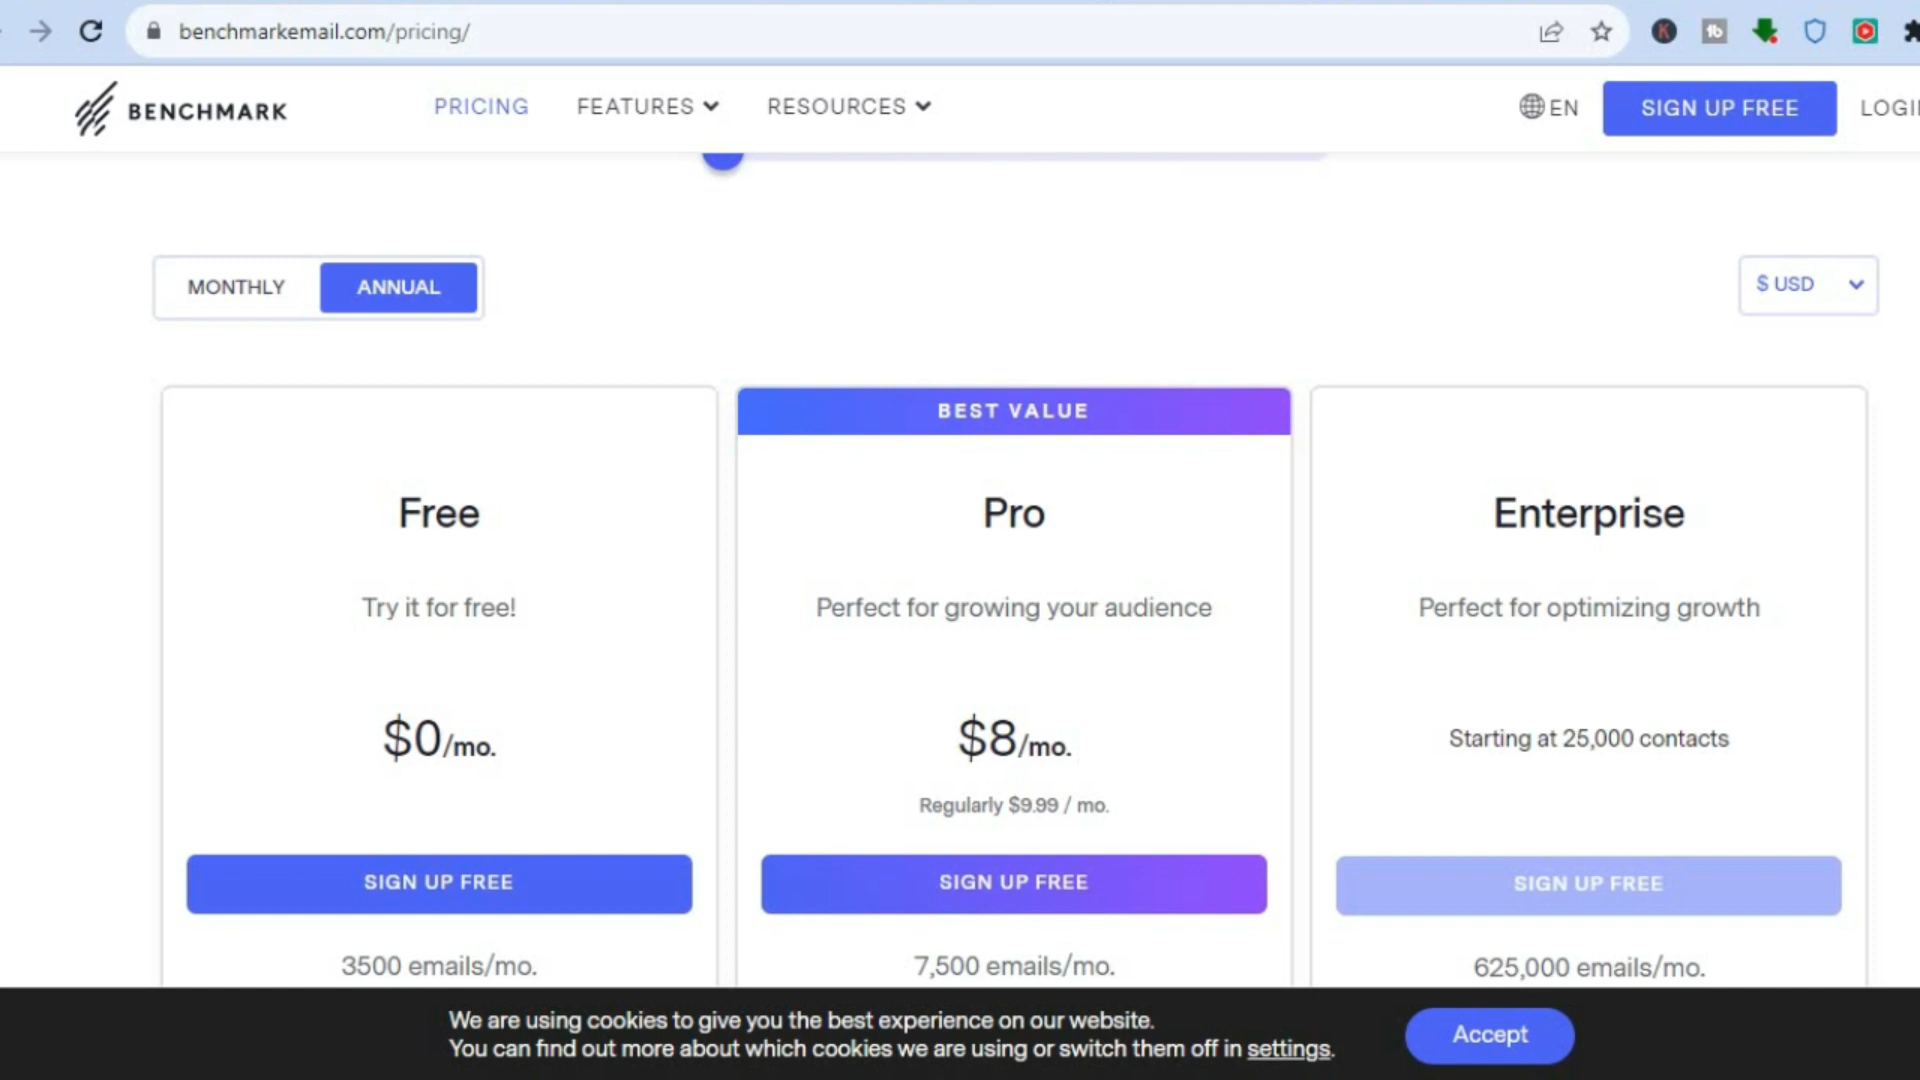 benchmarkemail.com/pricing/
BENCHMARK
PRICING
FEATURES
RESOURCES
EN
SIGN UP FREE
MONTHLY
ANNUAL
$ USD
BEST VALUE
Free
Try it for free!
$0/mo.
SIGN UP FREE
3500 emails/mo.
Pro
Perfect for growing your audience
$8/mo.
Regularly $9.99 / mo.
SIGN UP FREE
7,500 emails/mo.
Enterprise
Perfect for optimizing growth
Starting at 25,000 contacts
SIGN UP FREE
625,000 emails/mo.
We are using cookies to give you the best experience on our website.
You can find out more about which cookies we are using or switch them off in settings.
Accept